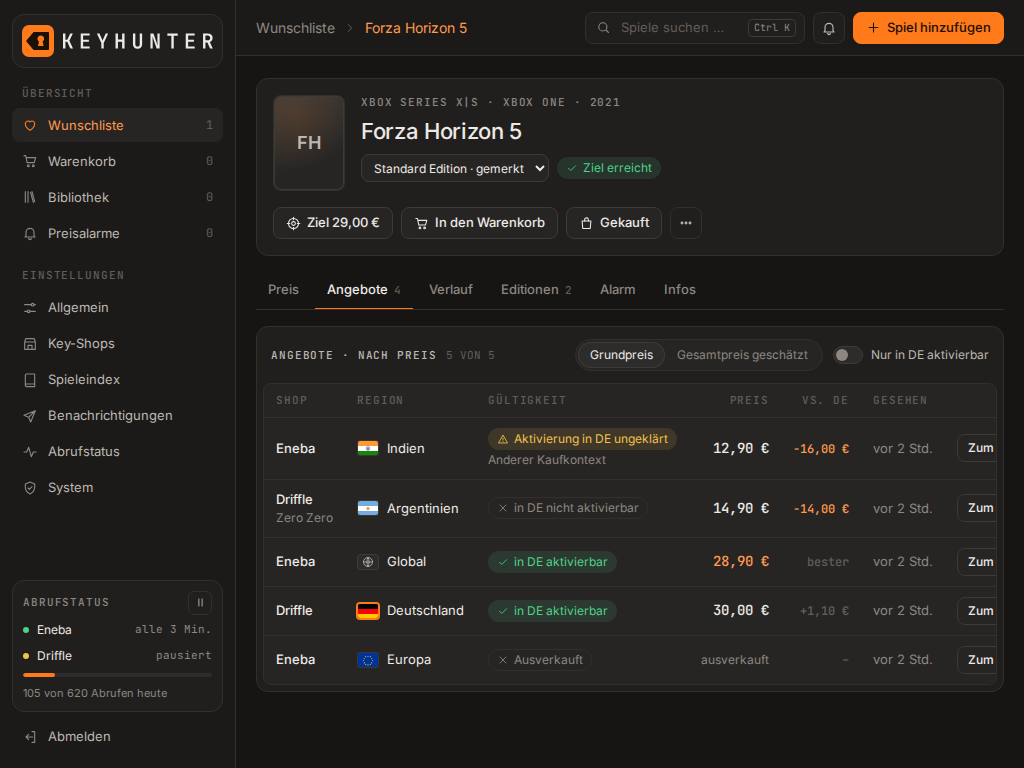 KEYHUNTER
Wunschliste > Forza Horizon 5
Spiele suchen ...
Ctrl K
Spiel hinzufügen
ÜBERSICHT
Wunschliste 1
Warenkorb 0
Bibliothek 0
Preisalarme 0
EINSTELLUNGEN
Allgemein
Key-Shops
Spieleindex
Benachrichtigungen
Abrufstatus
System
ABRUFSTATUS
Eneba alle 3 Min.
Driffle pausiert
105 von 620 Abrufen heute
Abmelden
FH
XBOX SERIES X|S · XBOX ONE · 2021
Forza Horizon 5
Standard Edition · gemerkt
Ziel erreicht
Ziel 29,00 €
In den Warenkorb
Gekauft
Preis
Angebote 4
Verlauf
Editionen 2
Alarm
Infos
ANGEBOTE · NACH PREIS 5 VON 5
Grundpreis
Gesamtpreis geschätzt
Nur in DE aktivierbar
SHOP REGION GÜLTIGKEIT PREIS VS. DE GESEHEN
Eneba Indien Aktivierung in DE ungeklärt 12,90 € -16,00 € vor 2 Std. Zum
Anderer Kaufkontext
Driffle Argentinien in DE nicht aktivierbar 14,90 € -14,00 € vor 2 Std. Zum
Zero Zero
Eneba Global in DE aktivierbar 28,90 € bester vor 2 Std. Zum
Driffle Deutschland in DE aktivierbar 30,00 € +1,10 € vor 2 Std. Zum
Eneba Europa Ausverkauft ausverkauft – vor 2 Std. Zum